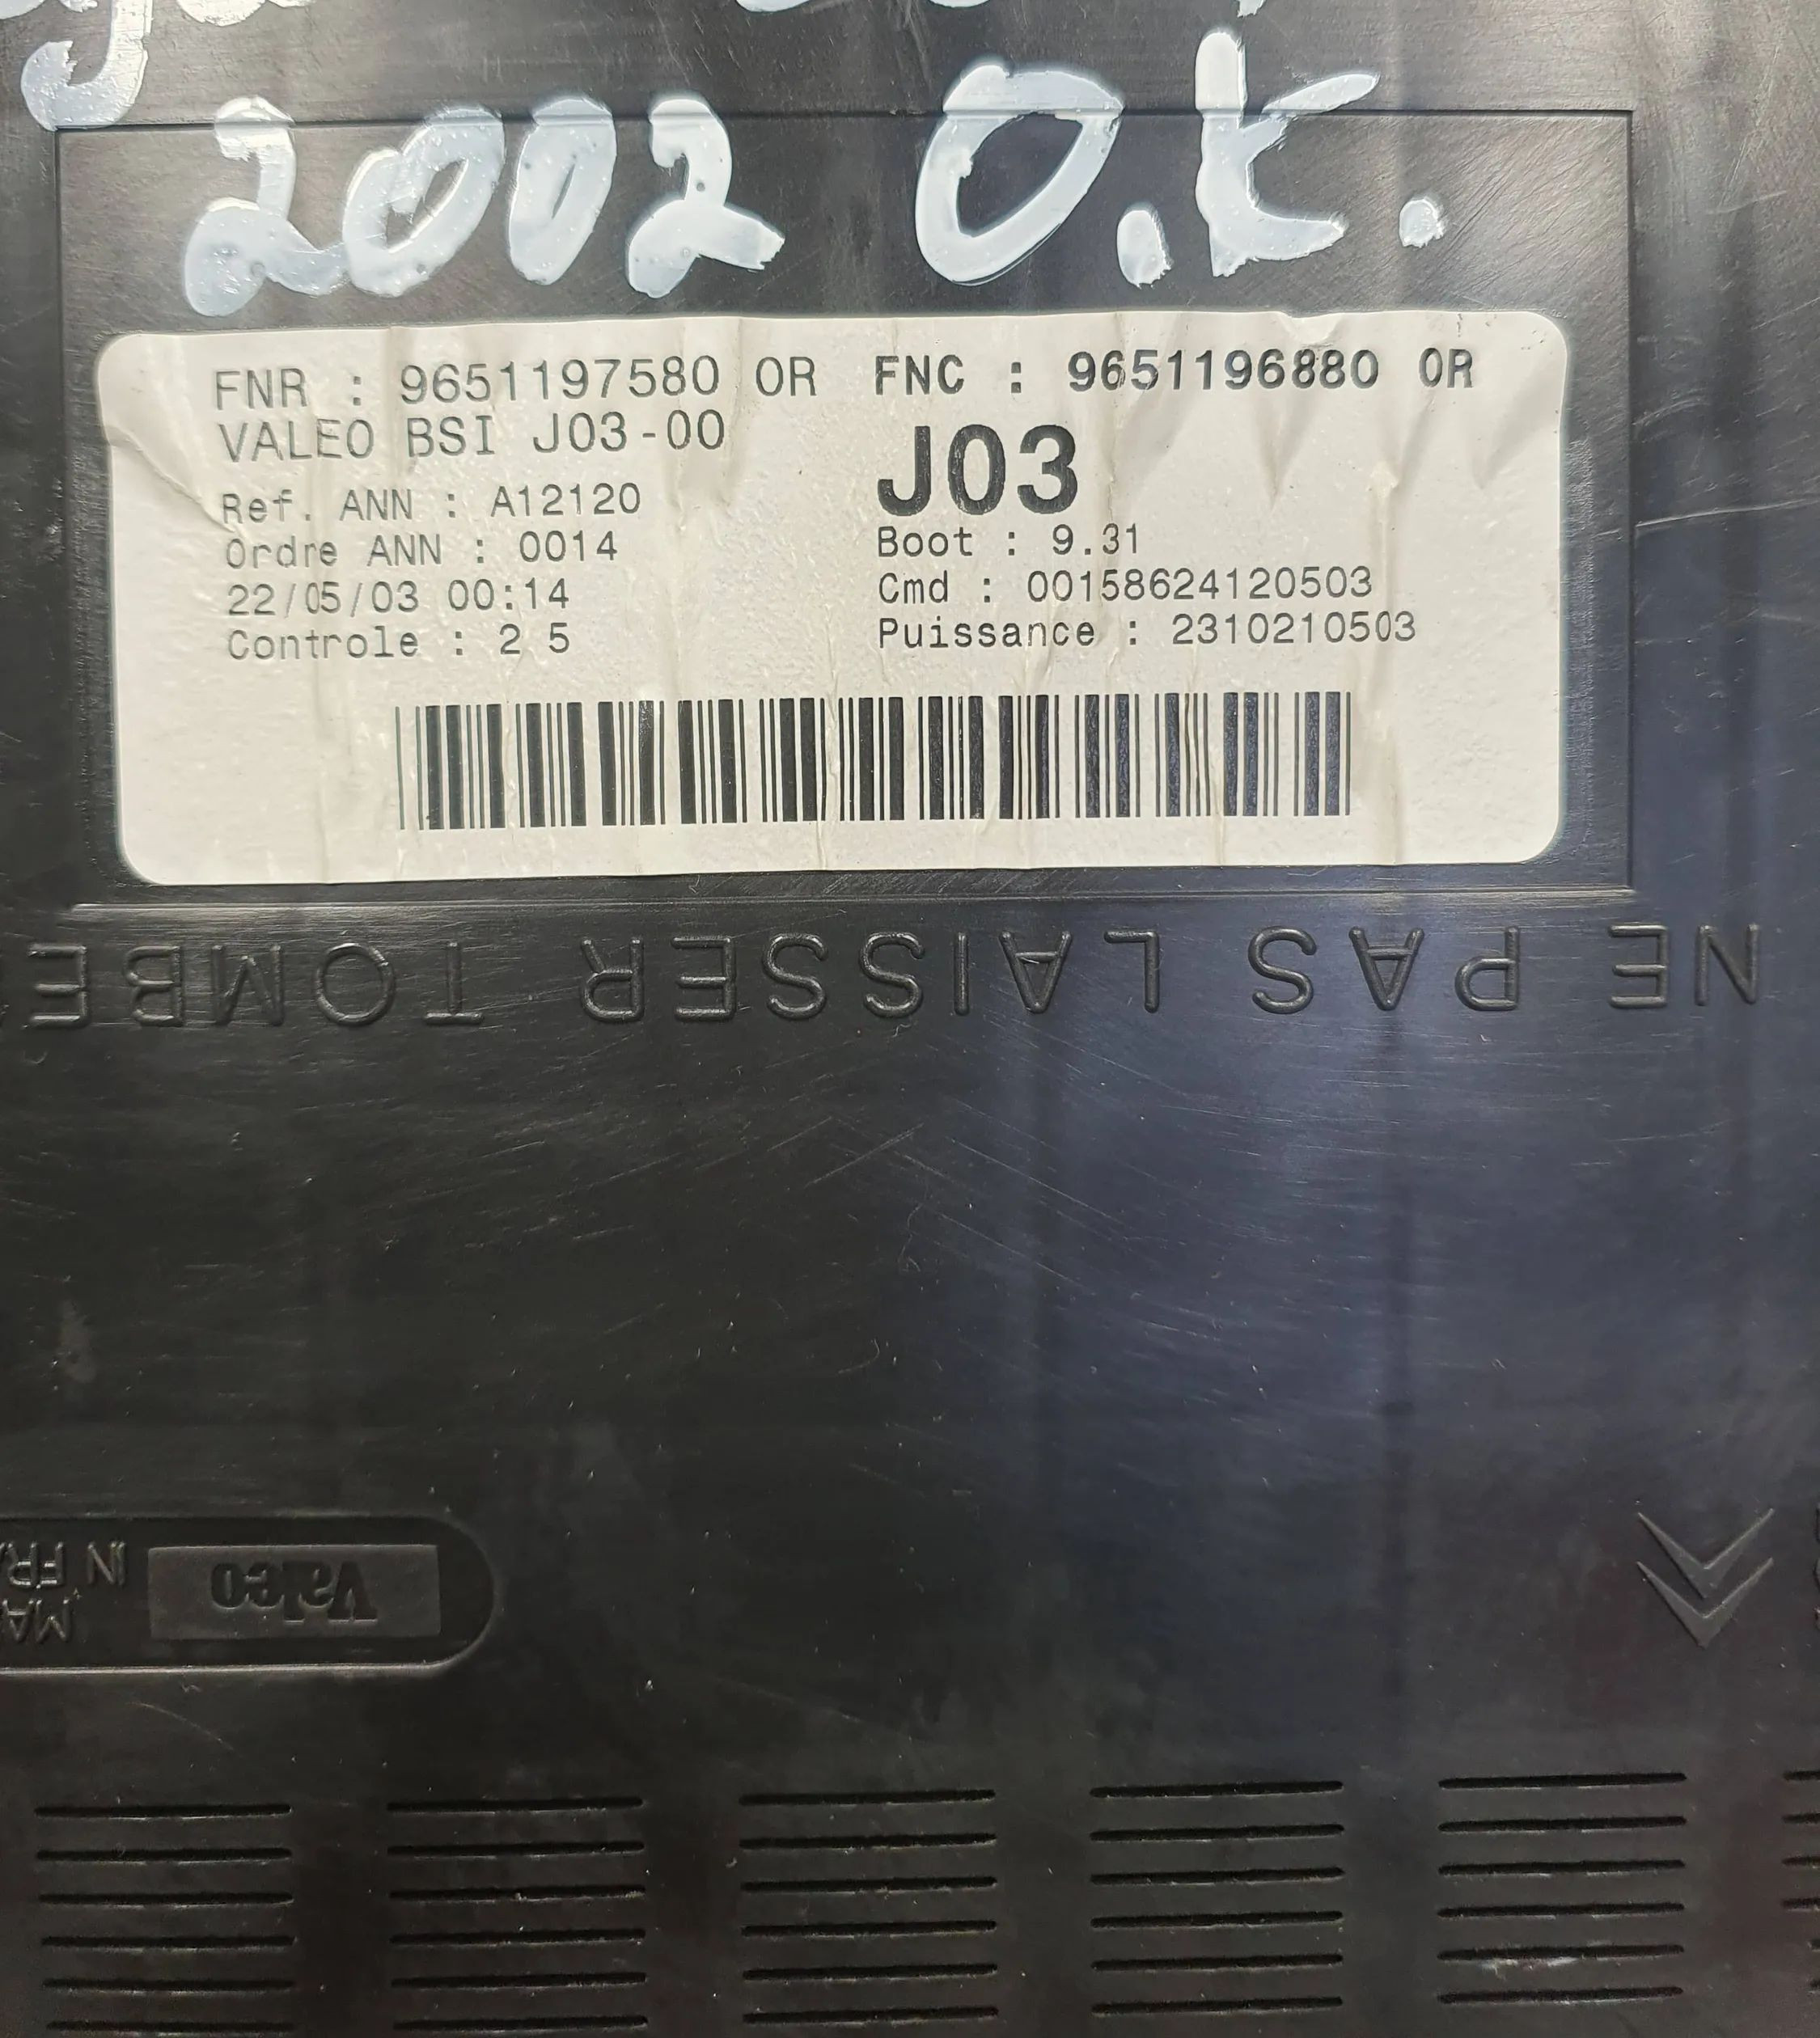 2002 O.K.
FNR : 9651197580 OR FNC : 9651196880 OR
VALEO BSI J03-00
J03
Ref. ANN : A12120
Ordre ANN : 0014
22/05/03 00:14
Controle : 2 5
Boot : 9.31
Cmd : 00158624120503
Puissance : 2310210503
NE PAS LAISSER TOMBE
Valeo
IN